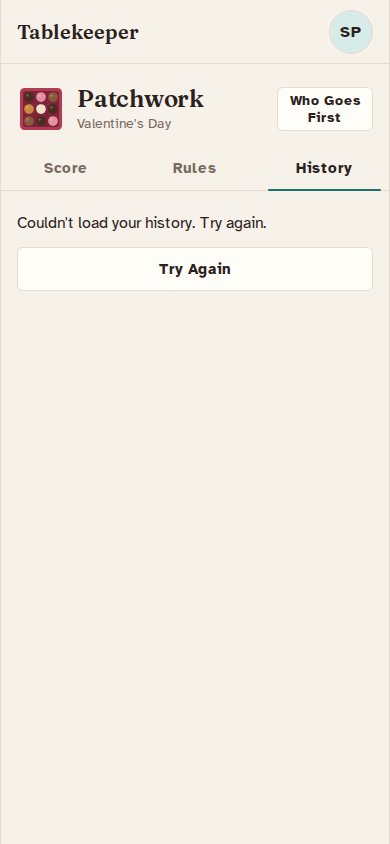 Tablekeeper
SP
Patchwork
Valentine's Day
Who Goes
First
Score
Rules
History
Couldn't load your history. Try again.
Try Again